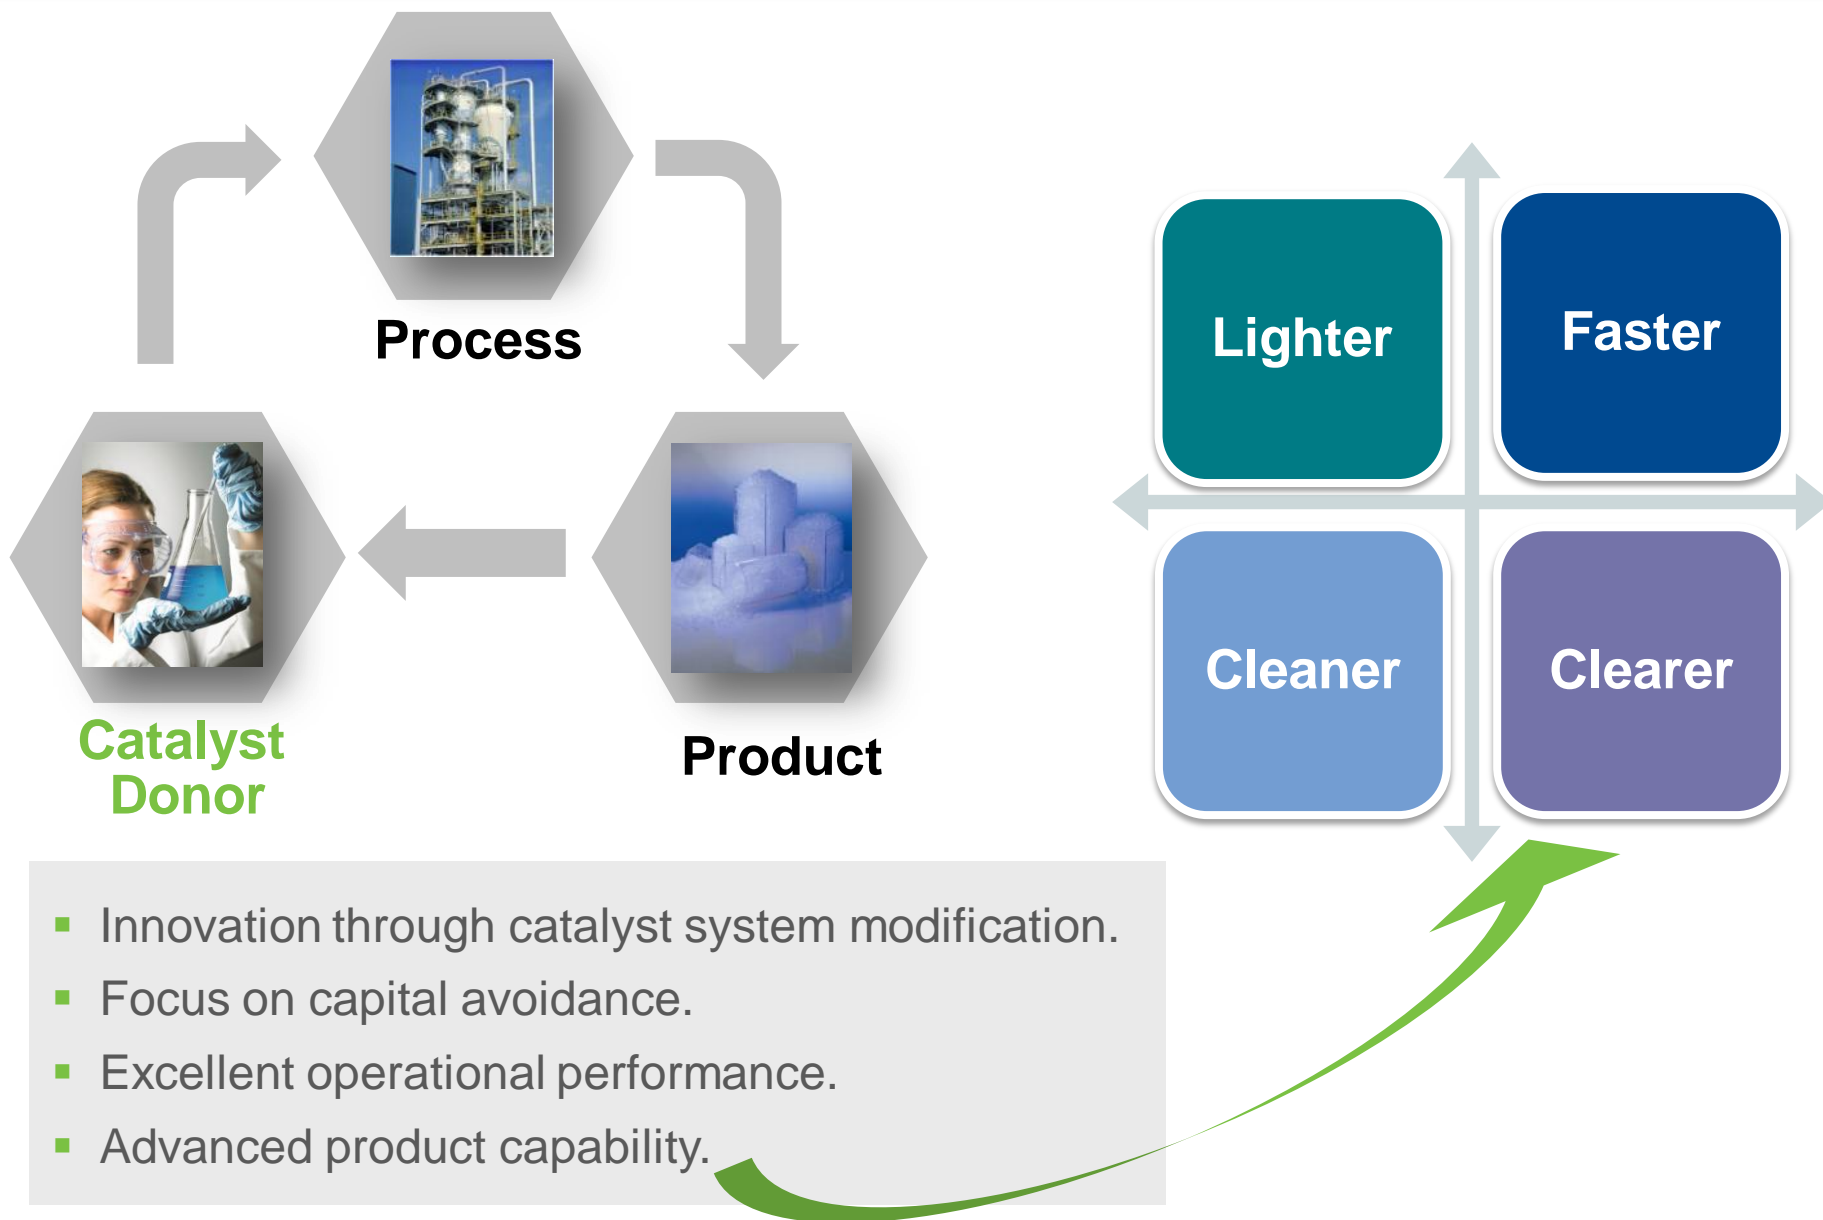 Process
Catalyst
Donor
Product
Lighter
Faster
Cleaner
Clearer
▪ Innovation through catalyst system modification.
▪ Focus on capital avoidance.
▪ Excellent operational performance.
▪ Advanced product capability.